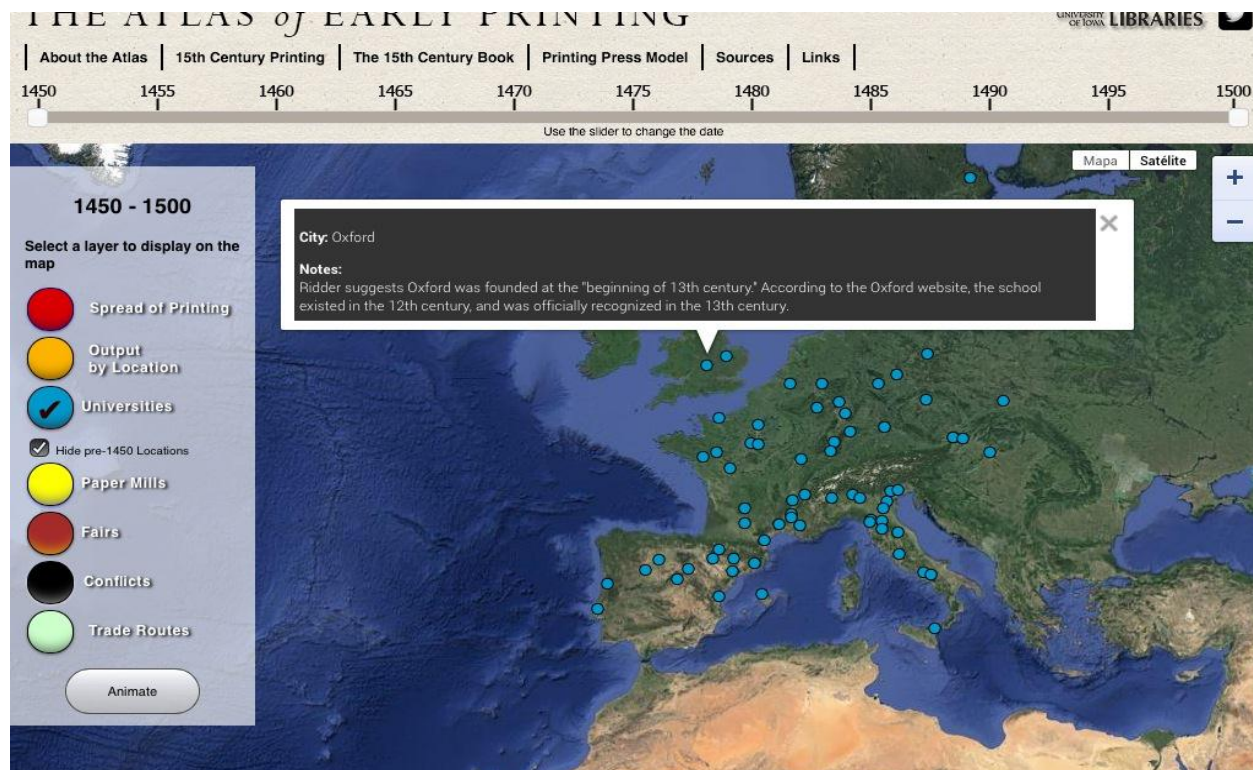 THE ATLAS of EARLY PRINTING
UNIVERSITY OF IOWA LIBRARIES
About the Atlas 15th Century Printing The 15th Century Book Printing Press Model Sources Links
1450 1455 1460 1465 1470 1475 1480 1485 1490 1495 1500
Use the slider to change the date
Mapa Satélite
+
−
1450 - 1500
Select a layer to display on the
map
Spread of Printing
Output
by Location
Universities
Hide pre-1450 Locations
Paper Mills
Fairs
Conflicts
Trade Routes
Animate
City: Oxford
Notes:
Ridder suggests Oxford was founded at the "beginning of 13th century." According to the Oxford website, the school
existed in the 12th century, and was officially recognized in the 13th century.